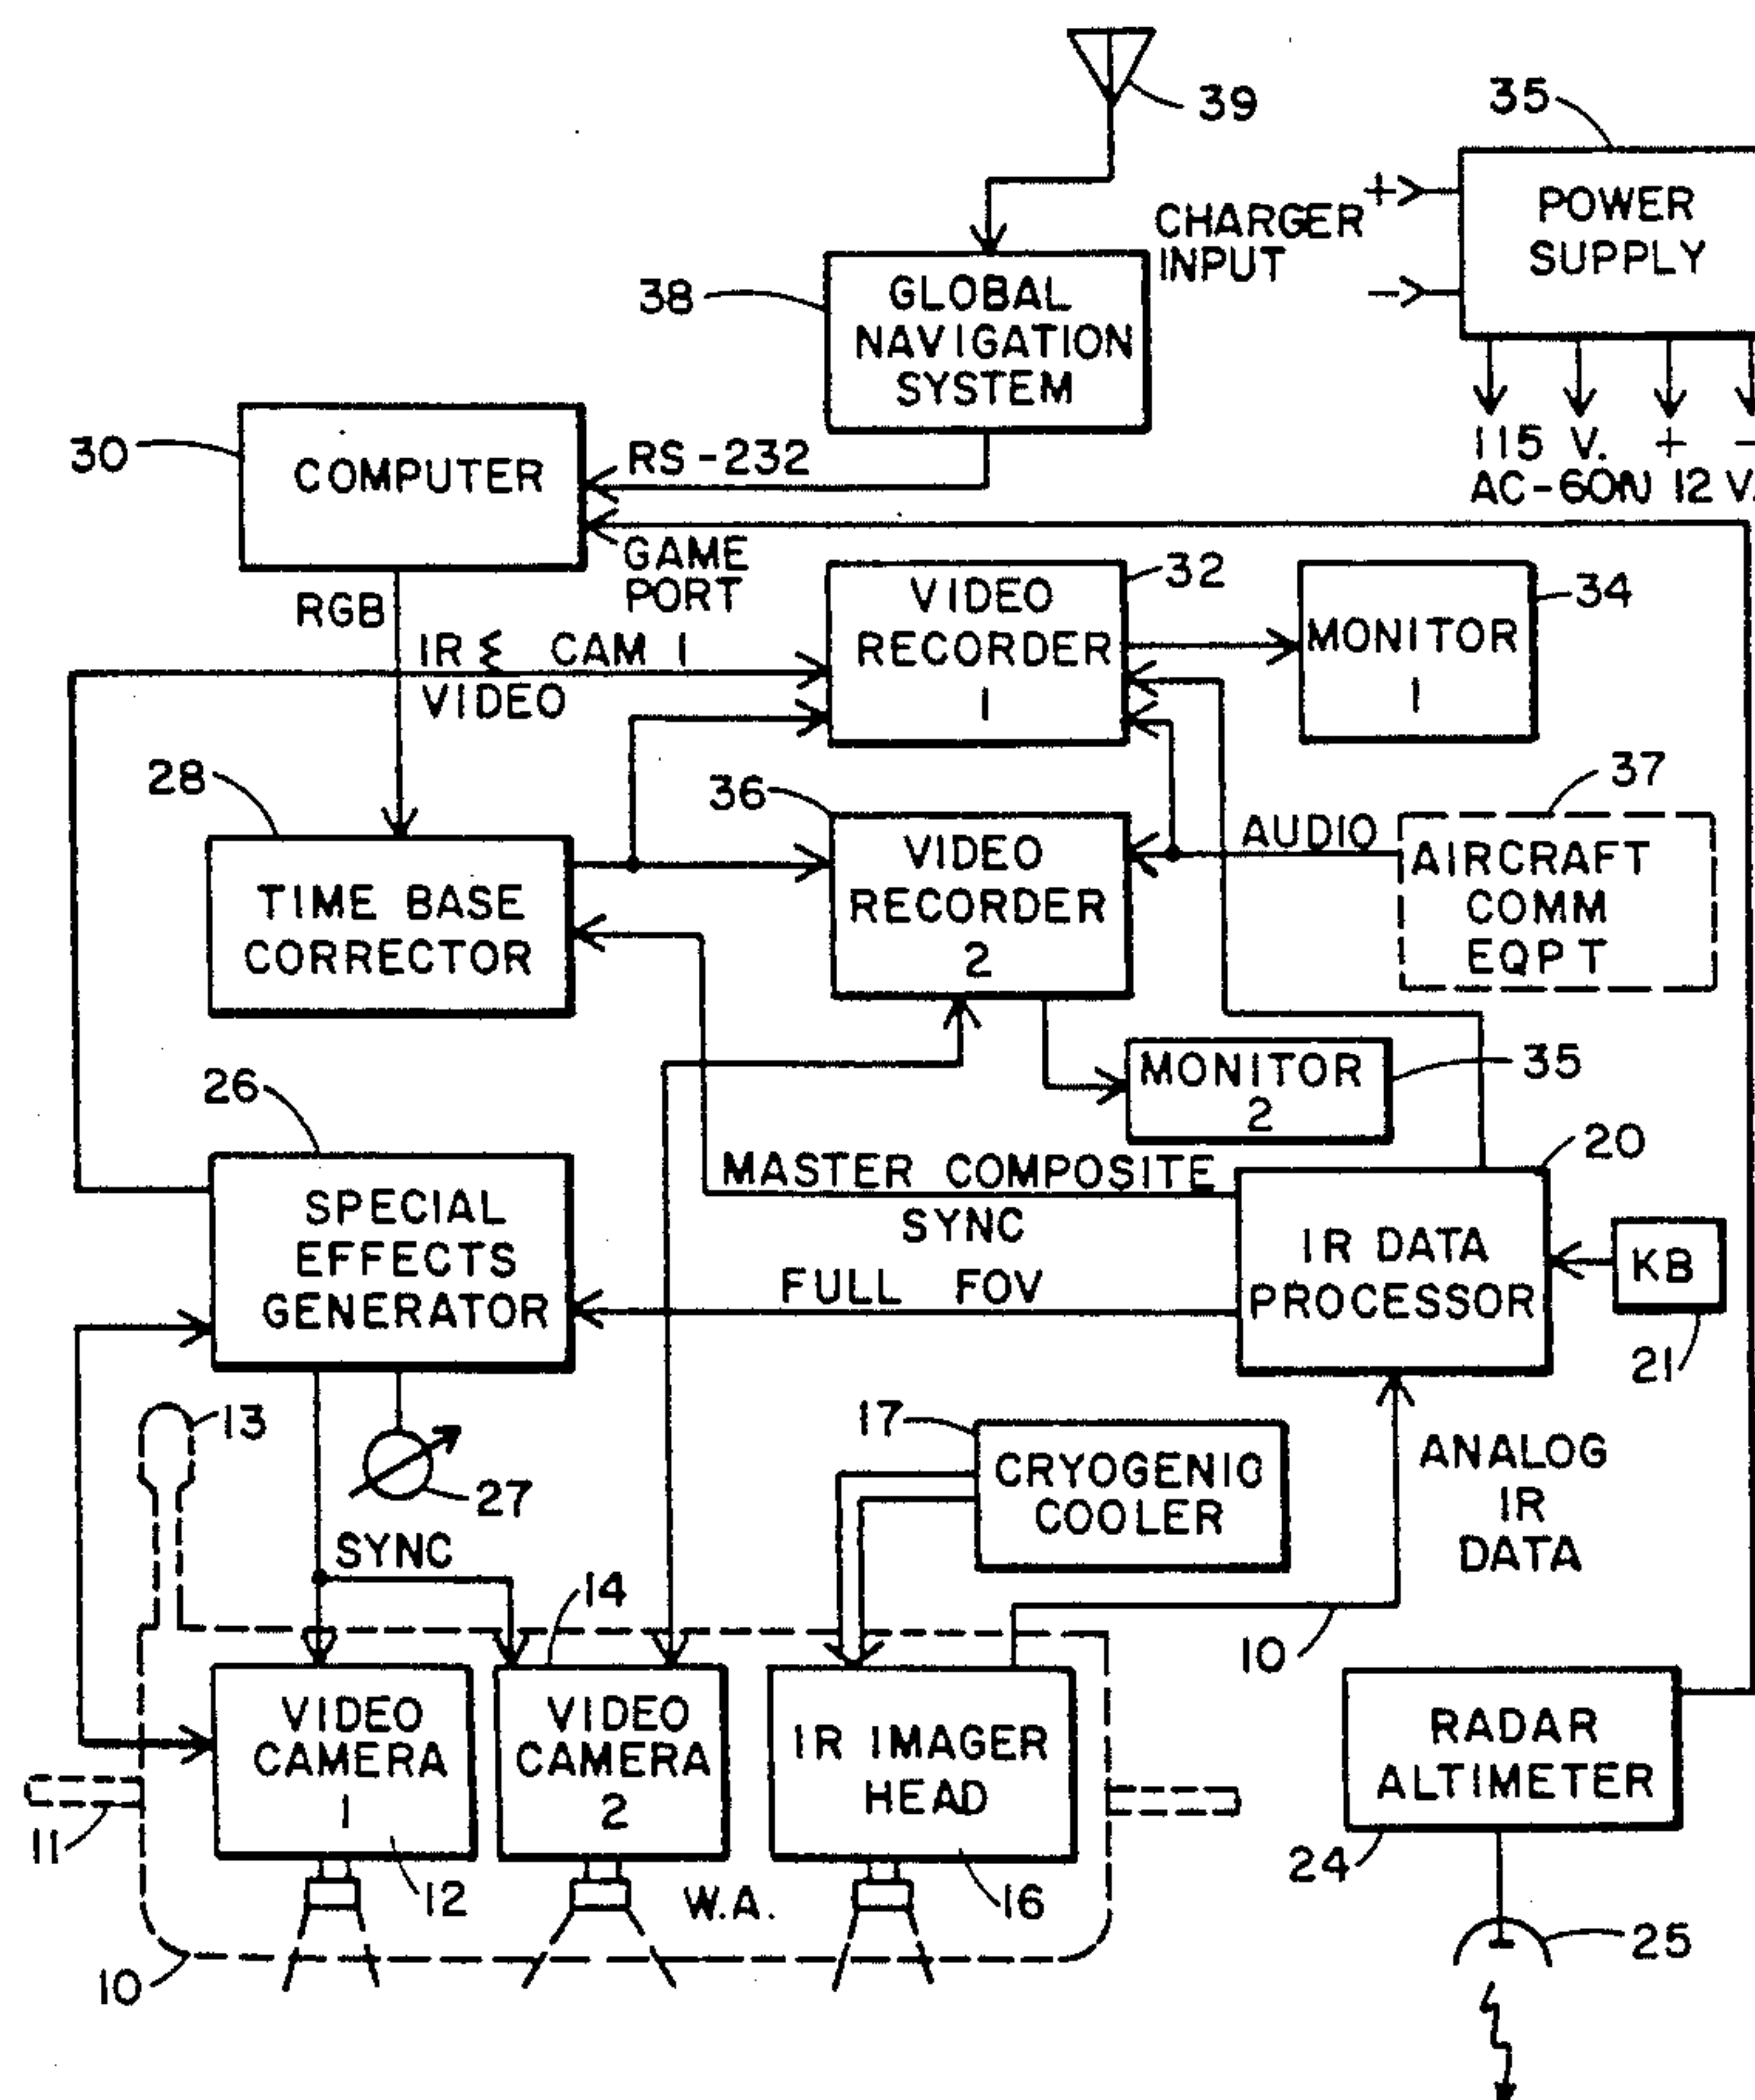 39
35
POWER
SUPPLY
CHARGER
INPUT
+
-
115 V. + -
AC-60N 12 V.
38
GLOBAL
NAVIGATION
SYSTEM
30
COMPUTER
RS-232
GAME
PORT
RGB
IR & CAM 1
VIDEO
VIDEO
RECORDER
1
32
MONITOR
1
34
28
TIME BASE
CORRECTOR
36
VIDEO
RECORDER
2
AUDIO
37
AIRCRAFT
COMM
EQPT
MONITOR
2
35
26
SPECIAL
EFFECTS
GENERATOR
MASTER COMPOSITE
SYNC
FULL FOV
20
IR DATA
PROCESSOR
KB
21
13
27
SYNC
17
CRYOGENIC
COOLER
ANALOG
IR
DATA
14
10
VIDEO
CAMERA
1
12
VIDEO
CAMERA
2
IR IMAGER
HEAD
16
W.A.
11
10
RADAR
ALTIMETER
24
25